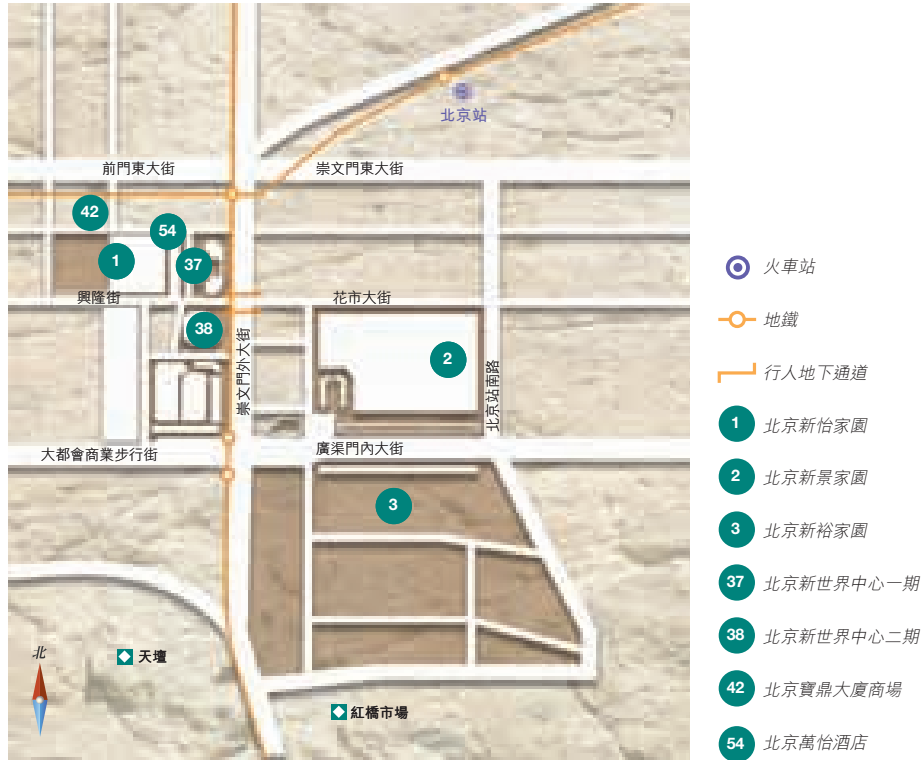 北京站
前門東大街
崇文門東大街
42
54
1
37
興隆街
花市大街
38
2
崇文門外大街
北京站南路
大都會商業步行街
廣渠門內大街
3
北
天壇
紅橋市場
火車站
地鐵
行人地下通道
1 北京新怡家園
2 北京新景家園
3 北京新裕家園
37 北京新世界中心一期
38 北京新世界中心二期
42 北京寶鼎大廈商場
54 北京萬怡酒店